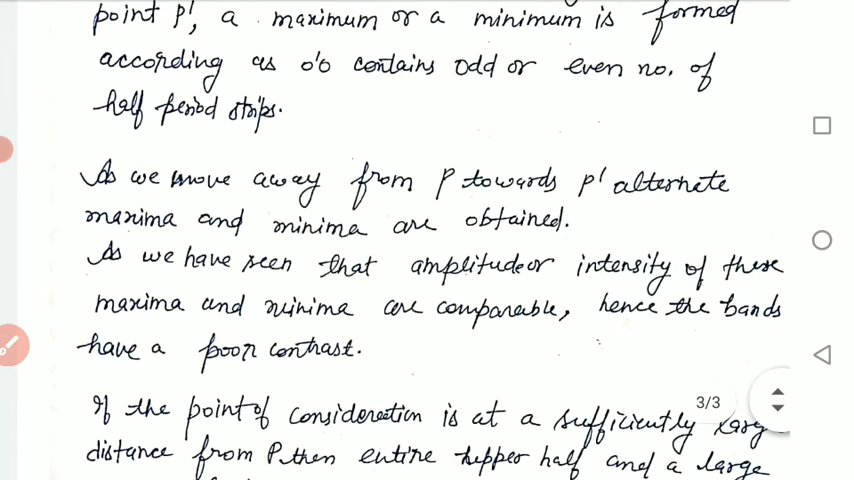 point p', a maximum or a minimum is formed
according as o'o contains odd or even no. of
half period strips.
As we move away from P towards p' alternate
maxima and minima are obtained.
As we have seen that amplitude or intensity of these
maxima and minima are comparable, hence the bands
have a poor contrast.
3/3
If the point of consideration is at a sufficiently larg
distance from P. then entire upper half and a large